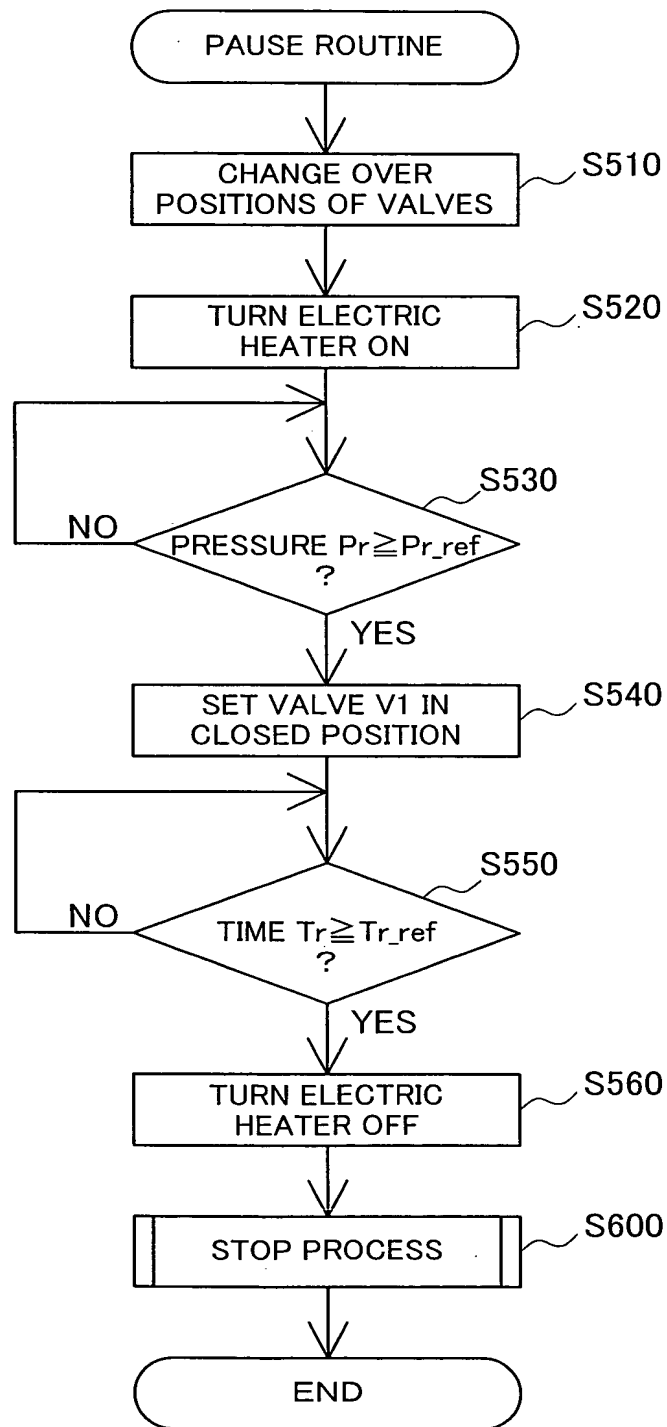 PAUSE ROUTINE
CHANGE OVER
POSITIONS OF VALVES
S510
TURN ELECTRIC
HEATER ON
S520
S530
NO
PRESSURE Pr≧Pr_ref
?
YES
SET VALVE V1 IN
CLOSED POSITION
S540
S550
NO
TIME Tr≧Tr_ref
?
YES
TURN ELECTRIC
HEATER OFF
S560
STOP PROCESS
S600
END